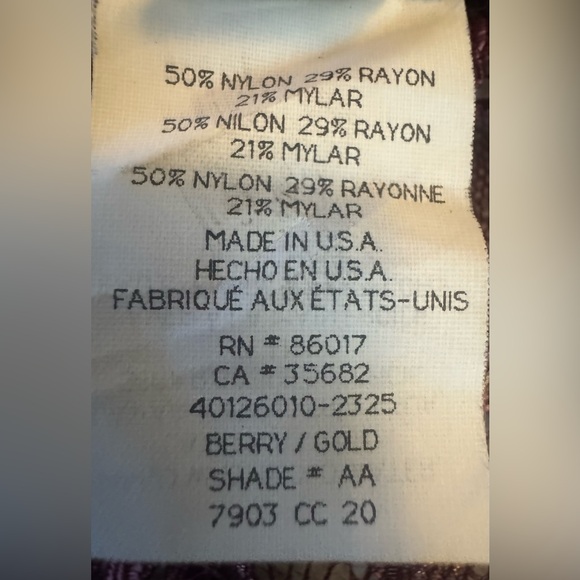 50% NYLON 29% RAYON
21% MYLAR
50% NILON 29% RAYON
21% MYLAR
50% NYLON 29% RAYONNE
21% MYLAR
MADE IN U.S.A.
HECHO EN U.S.A.
FABRIQUÉ AUX ÉTATS-UNIS
RN # 86017
CA # 35682
40126010-2325
BERRY / GOLD
SHADE # AA
7903 CC 20